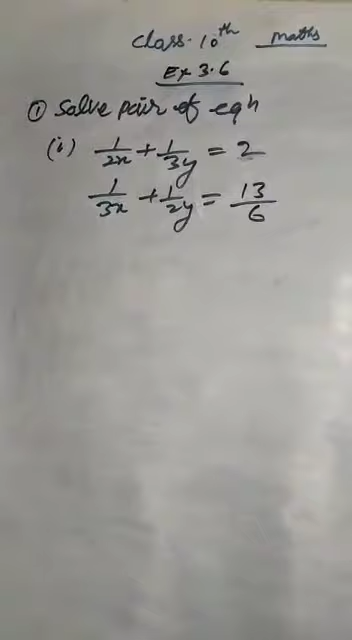 Class. 10th maths
Ex 3.6
① Solve pair of eqn
(i) 1/2x + 1/3y = 2
1/3x + 1/2y = 13/6